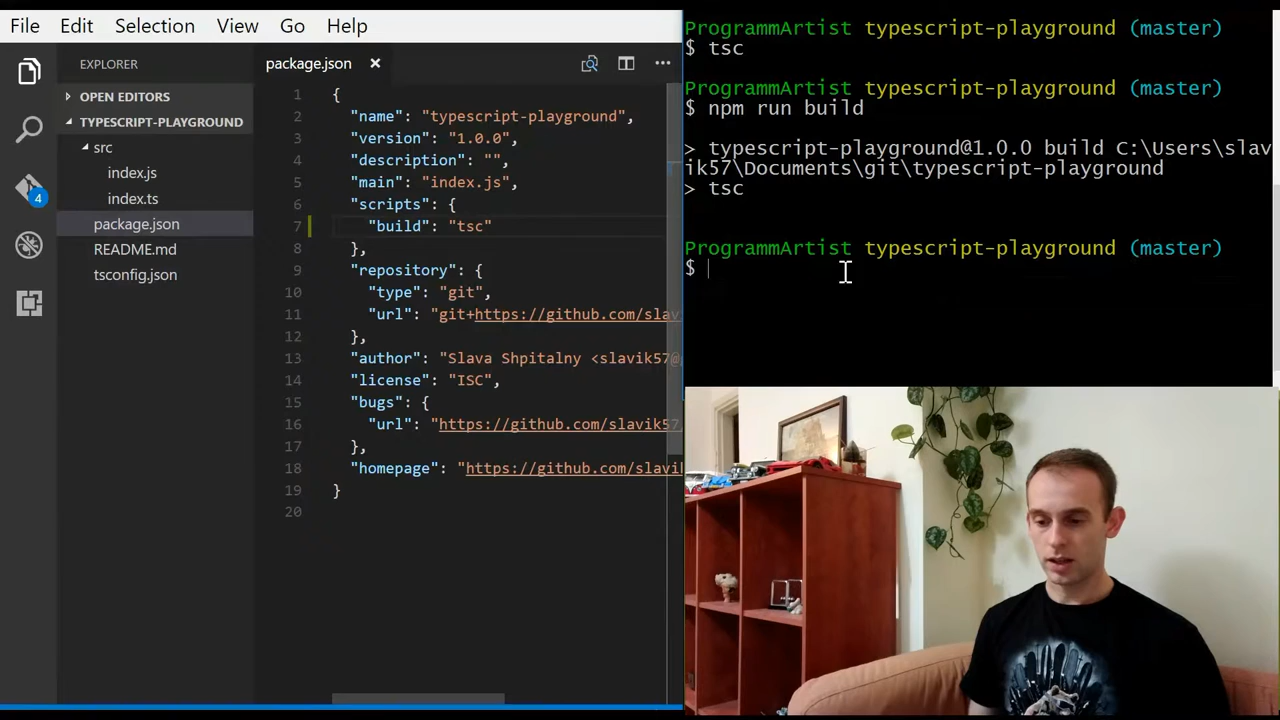 File Edit Selection View Go Help
EXPLORER
OPEN EDITORS
TYPESCRIPT-PLAYGROUND
src
index.js
index.ts
package.json
README.md
tsconfig.json
4
package.json
1 {
2 "name": "typescript-playground",
3 "version": "1.0.0",
4 "description": "",
5 "main": "index.js",
6 "scripts": {
7 "build": "tsc"
8 },
9 "repository": {
10 "type": "git",
11 "url": "git+https://github.com/slav
12 },
13 "author": "Slava Shpitalny <slavik57@
14 "license": "ISC",
15 "bugs": {
16 "url": "https://github.com/slavik57
17 },
18 "homepage": "https://github.com/slavi
19 }
20
ProgrammArtist typescript-playground (master)
$ tsc
ProgrammArtist typescript-playground (master)
$ npm run build
> typescript-playground@1.0.0 build C:\Users\slav
ik57\Documents\git\typescript-playground
> tsc
ProgrammArtist typescript-playground (master)
$